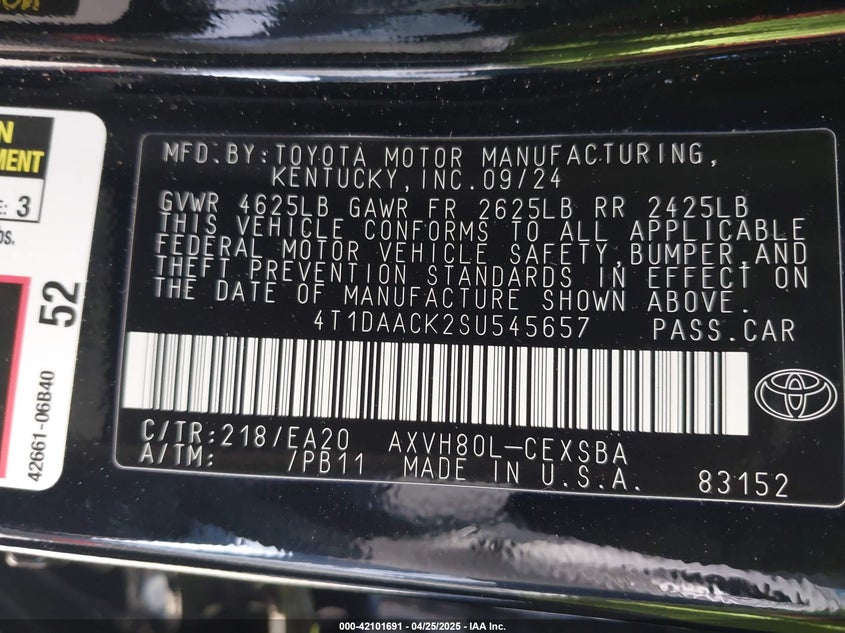 MFD.BY:TOYOTA MOTOR MANUFACTURING,
KENTUCKY,INC.09/24
GVWR 4625LB GAWR FR 2625LB RR 2425LB
THIS VEHICLE CONFORMS TO ALL APPLICABLE
FEDERAL MOTOR VEHICLE SAFETY,BUMPER,AND
THEFT PREVENTION STANDARDS IN EFFECT ON
THE DATE OF MANUFACTURE SHOWN ABOVE.
4T1DAACK2SU545657 PASS.CAR
C/TR:218/EA20 AXVH80L-CEXSBA
A/TM: /PB11 MADE IN U.S.A.
83152
3
52
42661-06B40
000-42101691 - 04/25/2025 - IAA Inc.